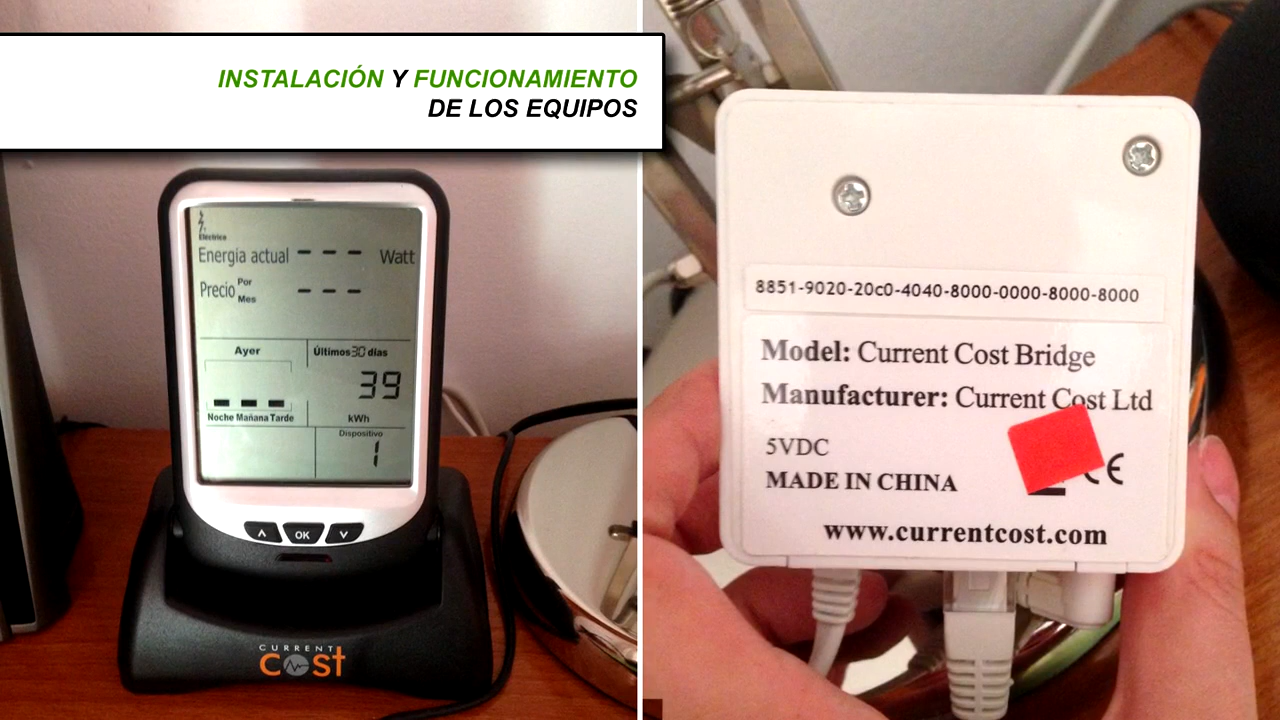 INSTALACIÓN Y FUNCIONAMIENTO
DE LOS EQUIPOS
Eléctrica
Energía actual --- Watt
Precio Por Mes ---
Ayer
Últimos 30 días
39
---
Noche Mañana Tarde
kWh
Dispositivo
1
OK
CURRENT
cost
8851-9020-20c0-4040-8000-0000-8000-8000
Model: Current Cost Bridge
Manufacturer: Current Cost Ltd
5VDC
MADE IN CHINA
CE
www.currentcost.com